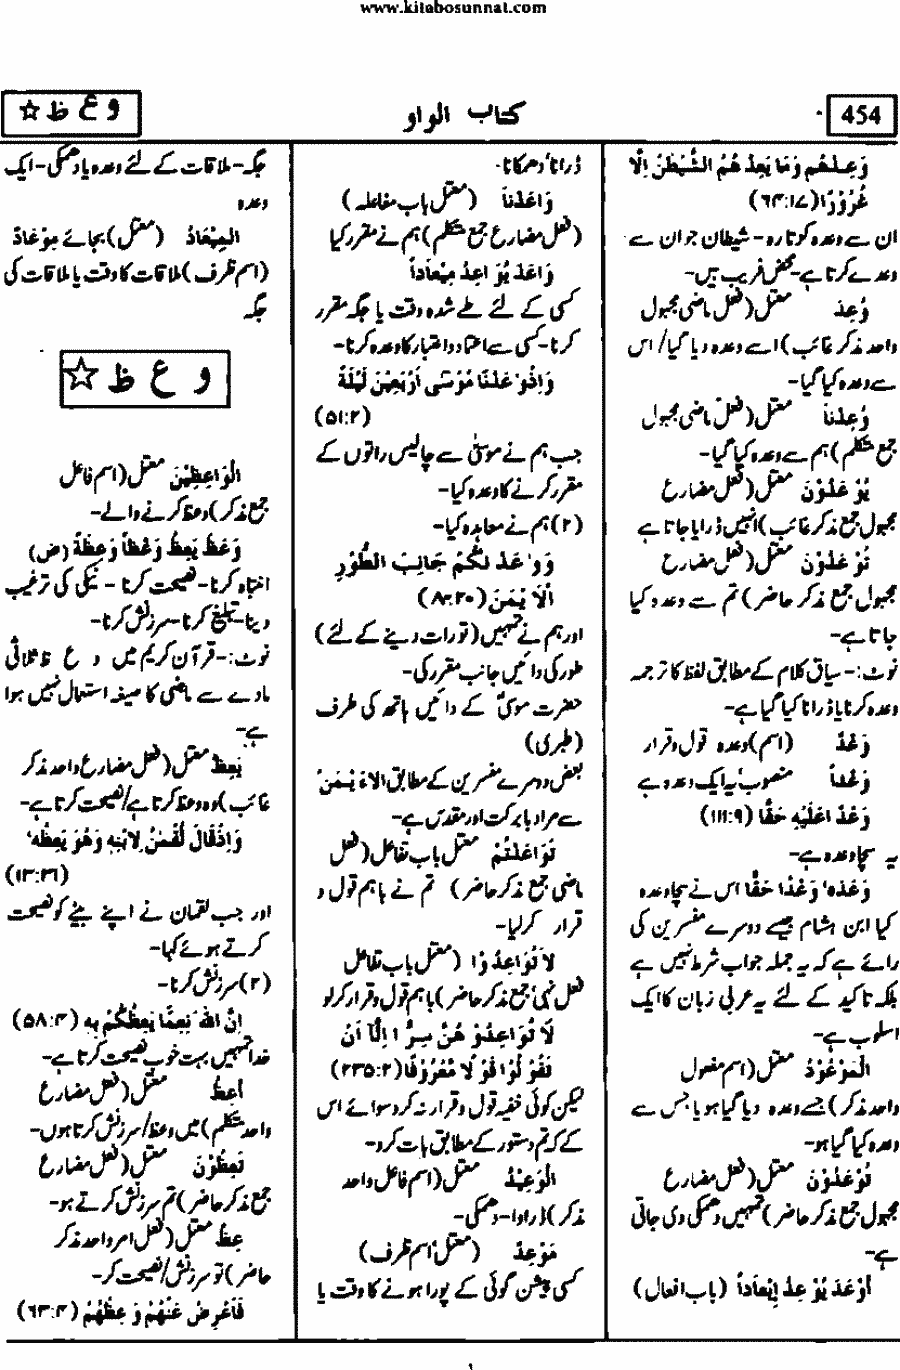 www.kitabosunnat.com
454
کتاب الواو
و ع ظ ☆
وَعِدْهُم وَمَا يَعِدُ هُمُ الشَّيْطٰنُ اِلَّا
غُرُوْرًا (۶۴:۱۷)
ان سے وعدہ کرتا رہ - شیطان جو ان سے
وعدے کرتا ہے - محض فریب ہیں-
وُعِدَ معتل (فعل ماضی مجہول
واحد مذکر غائب) اسے وعدہ دیا گیا/اس
سے وعدہ کیا گیا-
وُعِدْنَا معتل (فعل ماضی مجہول
جمع متکلم) ہم سے وعدہ کیا گیا-
يُوْعَدُوْنَ معتل (فعل مضارع
مجہول جمع مذکر غائب) انہیں ڈرایا جاتا ہے
تُوْعَدُوْنَ معتل (فعل مضارع
مجہول جمع مذکر حاضر) تم سے وعدہ کیا
جاتا ہے-
نوٹ:- سیاق کلام کے مطابق لفظ کا ترجمہ
وعدہ کرنا یا ڈرانا کیا گیا ہے-
وَعْدٌ (اسم) وعدہ قول و قرار
وَعْداً منصوب یہ ایک وعدہ ہے
وَعْدًا عَلَيْهِ حَقًّا (۱۱۱:۹)
یہ سچا وعدہ ہے-
وَعْدَهٗ وَعْدًا حَقًّا اس نے سچا وعدہ
کیا ابن ہشام جیسے دوسرے مفسرین کی
رائے ہے کہ یہ جملہ جواب شرط نہیں ہے
بلکہ تاکید کے لئے یہ عربی زبان کا ایک
اسلوب ہے-
الْمَوْعُوْدُ معتل (اسم مفعول
واحد مذکر) جسے وعدہ دیا گیا ہو یا جس سے
وعدہ کیا گیا ہو-
تُوْعَدُوْنَ معتل (فعل مضارع
مجہول جمع مذکر حاضر) تمہیں دھمکی دی جاتی
ہے-
اَوْعَدَ يُوْعِدُ اِيْعَاداً (باب افعال)
ڈرانا دھمکانا-
وَاعَدْنَا (معتل باب مفاعلہ)
(فعل مضارع جمع متکلم) ہم نے مقرر کیا
وَاعَدَ يُوَاعِدُ مِيْعَاداً
کسی کے لئے طے شدہ وقت یا جگہ مقرر
کرنا - کسی سے اعتماد و اعتبار کا وعدہ کرنا-
وَاِذْوٰعَدْنَا مُوْسٰى اَرْبَعِيْنَ لَيْلَةً
(۵۱:۲)
جب ہم نے موسیٰ سے چالیس راتوں کے
مقرر کرنے کا وعدہ کیا-
(۲) ہم نے معاہدہ کیا-
وَوٰعَدْنٰكُمْ جَانِبَ الطُّوْرِ
الْاَيْمَنَ (۸۰:۲۰)
اور ہم نے تمہیں (تورات دینے کے لئے)
طور کی دائیں جانب مقرر کی-
حضرت موسیٰ کے دائیں ہاتھ کی طرف
(طبری)
بعض دوسرے مفسرین کے مطابق الاَيْمَنَ
سے مراد بابرکت اور مقدس ہے-
تَوَاعَدْتُمْ معتل باب تفاعل (فعل
ماضی جمع مذکر حاضر) تم نے باہم قول و
قرار کر لیا-
لَا تُوَاعِدُوْا (معتل باب تفاعل
فعل نہی جمع مذکر حاضر) باہم قول و قرار کر لو
لَا تُوَاعِدُوْ هُنَّ سِرًّا اِلَّا اَنْ
تَقُوْلُوْا قَوْلًا مَّعْرُوْفًا (۲۳۵:۲)
لیکن کوئی خفیہ قول و قرار نہ کرو سوائے اس
کے کہ تم دستور کے مطابق بات کرو-
الْوَعِيْدُ معتل (اسم فاعل واحد
مذکر) ڈراوا - دھمکی-
مَوْعِدٌ (معتل، اسم ظرف)
کسی پیشن گوئی کے پورا ہونے کا وقت یا
جگہ - ملاقات کے لئے وعدہ یا دھمکی - ایک
وعدہ
الْمِيْعَادُ (معتل) بجائے مِوْعَادٌ
(اسم ظرف) ملاقات کا وقت یا ملاقات کی
جگہ
و ع ظ ☆
الْوَاعِظِيْنَ معتل (اسم فاعل
جمع مذکر) وعظ کرنے والے-
وَعَظَ يَعِظُ وَعْظاً وَعِظَةً (ض)
انتباہ کرنا - نصیحت کرنا - نیکی کی ترغیب
دینا - تبلیغ کرنا - سرزنش کرنا-
نوٹ:- قرآن کریم میں و ع ظ ثلاثی
مادے سے ماضی کا صیغہ استعمال نہیں ہوا
ہے-
يَعِظُ معتل (فعل مضارع واحد مذکر
غائب) وہ وعظ کرتا ہے/نصیحت کرتا ہے-
وَاِذْقَالَ لُقْمٰنُ لِابْنِهٖ وَهُوَ يَعِظُهٗ
(۱۳:۳۱)
اور جب لقمان نے اپنے بیٹے کو نصیحت
کرتے ہوئے کہا-
(۲) سرزنش کرنا-
اِنَّ اللّٰهَ نِعِمَّا يَعِظُكُمْ بِهٖ (۵۸:۴)
خدا تمہیں بہت خوب نصیحت کرتا ہے-
اَعِظُ معتل (فعل مضارع
واحد متکلم) میں وعظ/سرزنش کرتا ہوں-
تَعِظُوْنَ معتل (فعل مضارع
جمع مذکر حاضر) تم سرزنش کرتے ہو-
عِظْ معتل (فعل امر واحد مذکر
حاضر) تو سرزنش/نصیحت کر-
فَاَعْرِضْ عَنْهُمْ وَعِظْهُمْ (۶۳:۴)